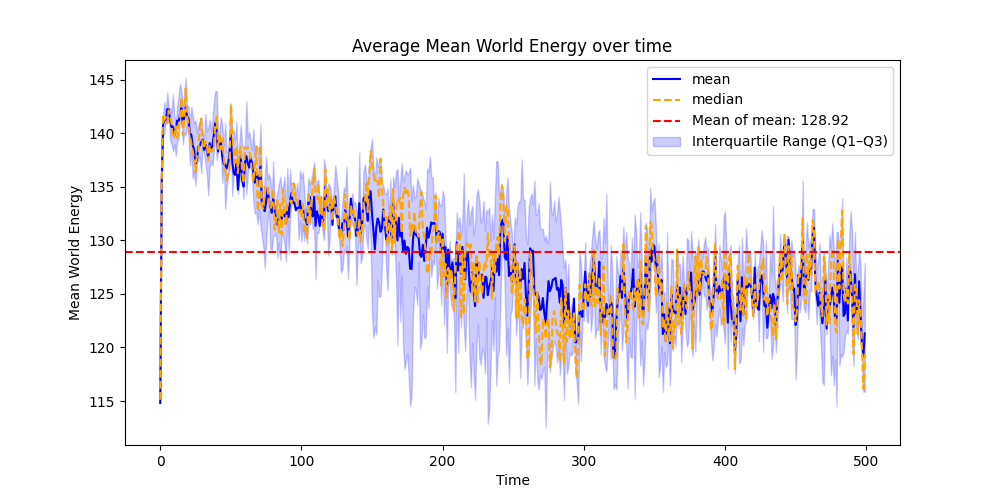 Average Mean World Energy over time
mean
median
Mean of mean: 128.92
Interquartile Range (Q1–Q3)
Mean World Energy
145
140
135
130
125
120
115
0 100 200 300 400 500
Time